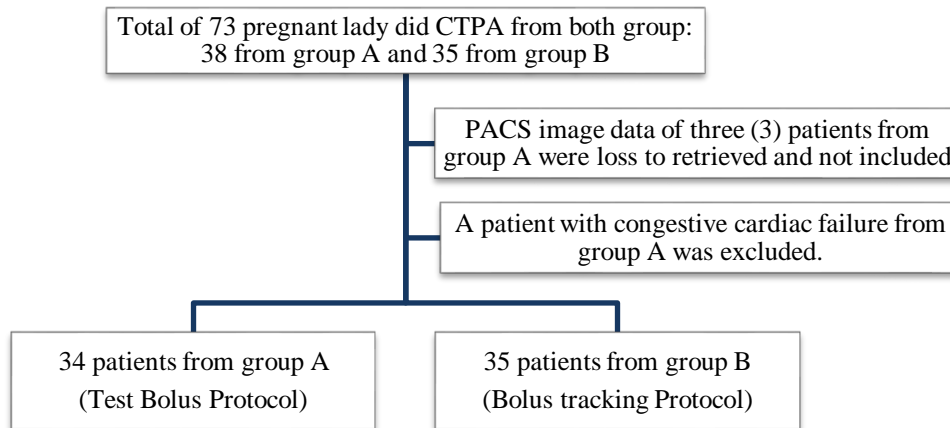 Total of 73 pregnant lady did CTPA from both group:
38 from group A and 35 from group B
PACS image data of three (3) patients from
group A were loss to retrieved and not included
A patient with congestive cardiac failure from
group A was excluded.
34 patients from group A
(Test Bolus Protocol)
35 patients from group B
(Bolus tracking Protocol)